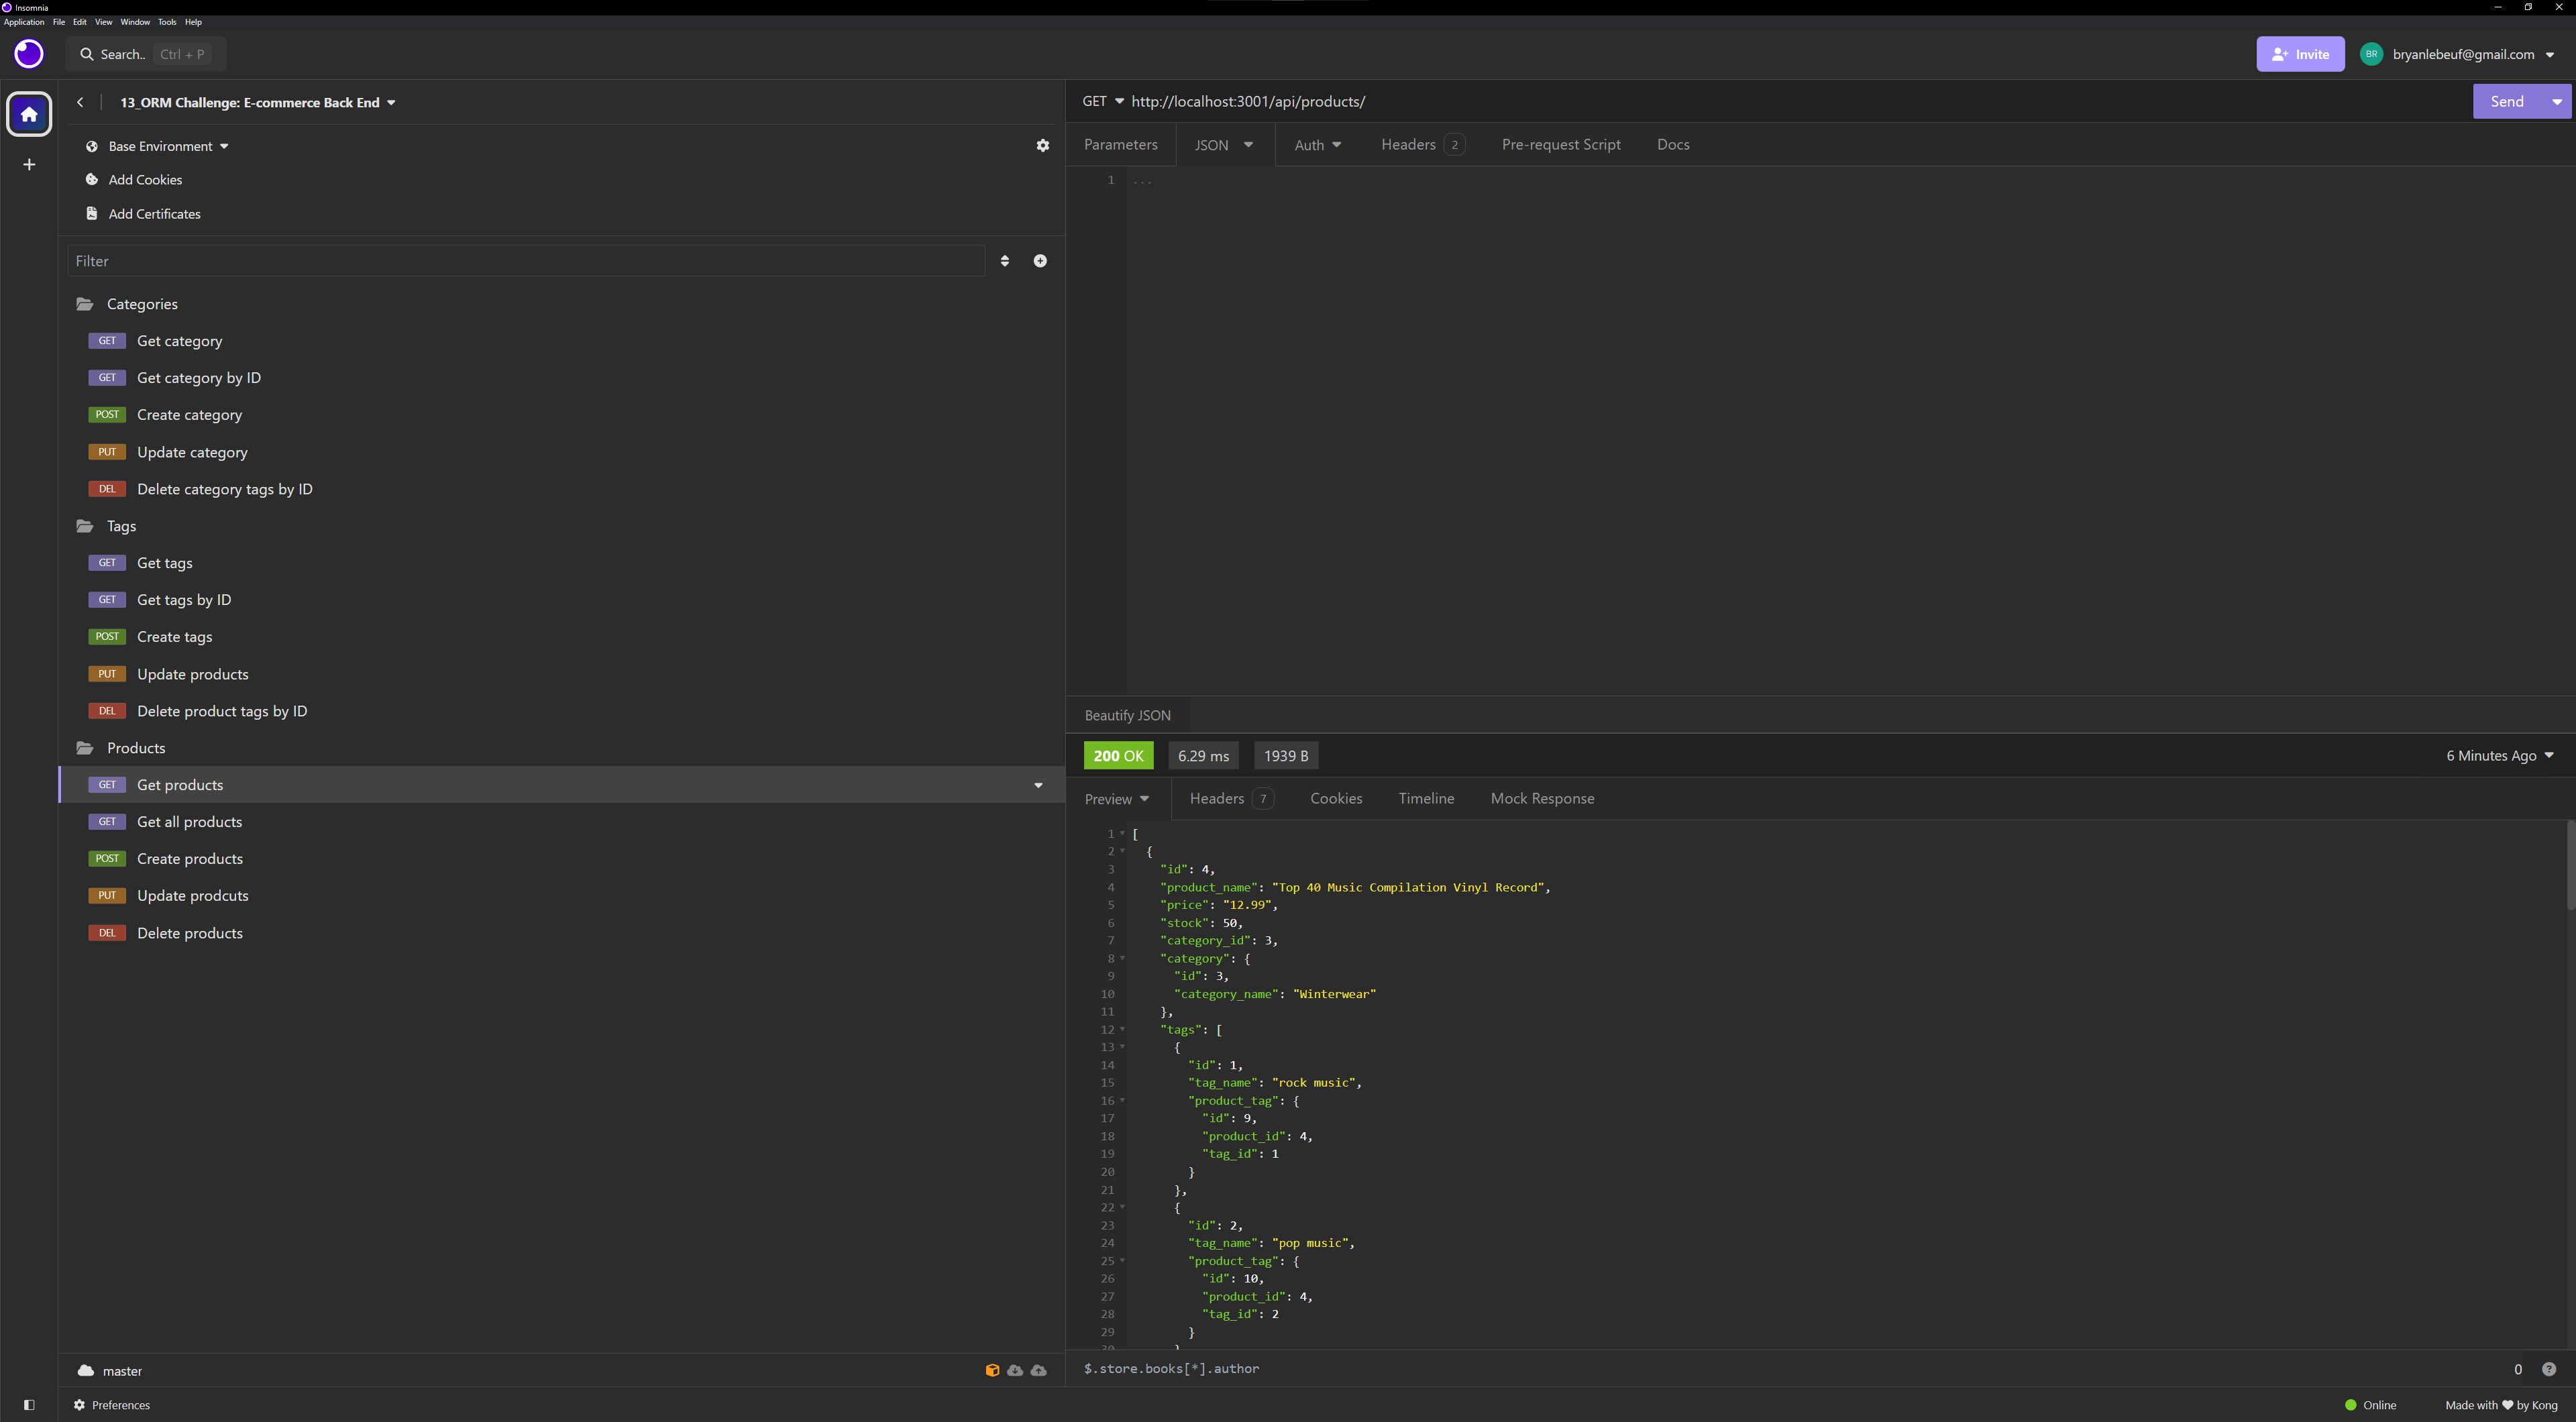 Insomnia
Application File Edit View Window Tools Help
Search.. Ctrl + P
Invite BR bryanlebeuf@gmail.com
13_ORM Challenge: E-commerce Back End
Base Environment
Add Cookies
Add Certificates
Filter
Categories
GET Get category
GET Get category by ID
POST Create category
PUT Update category
DEL Delete category tags by ID
Tags
GET Get tags
GET Get tags by ID
POST Create tags
PUT Update products
DEL Delete product tags by ID
Products
GET Get products
GET Get all products
POST Create products
PUT Update prodcuts
DEL Delete products
master
Preferences
GET http://localhost:3001/api/products/ Send
Parameters JSON Auth Headers 2 Pre-request Script Docs
1 ...
Beautify JSON
200 OK 6.29 ms 1939 B 6 Minutes Ago
Preview Headers 7 Cookies Timeline Mock Response
1 [
2 {
3 "id": 4,
4 "product_name": "Top 40 Music Compilation Vinyl Record",
5 "price": "12.99",
6 "stock": 50,
7 "category_id": 3,
8 "category": {
9 "id": 3,
10 "category_name": "Winterwear"
11 },
12 "tags": [
13 {
14 "id": 1,
15 "tag_name": "rock music",
16 "product_tag": {
17 "id": 9,
18 "product_id": 4,
19 "tag_id": 1
20 }
21 },
22 {
23 "id": 2,
24 "tag_name": "pop music",
25 "product_tag": {
26 "id": 10,
27 "product_id": 4,
28 "tag_id": 2
29 }
30 }
$.store.books[*].author 0 ?
Online Made with ♥ by Kong